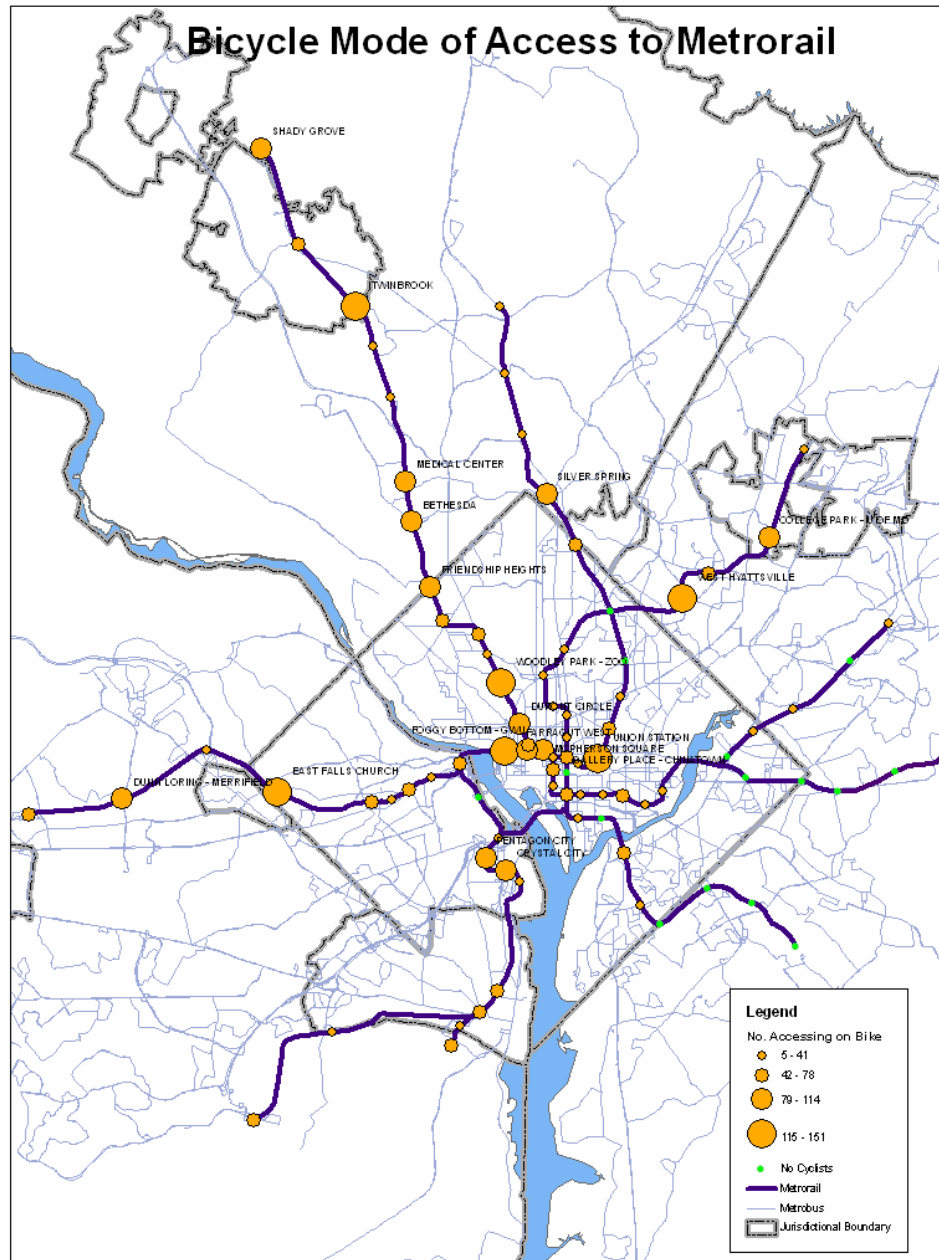 Bicycle Mode of Access to Metrorail
SHADY GROVE
TWINBROOK
MEDICAL CENTER
SILVER SPRING
BETHESDA
COLLEGE PARK - U OF MD
FRIENDSHIP HEIGHTS
WEST HYATTSVILLE
WOODLEY PARK - ZOO
DUPONT CIRCLE
FOGGY BOTTOM - GWU
FARRAGUT WEST
UNION STATION
MCPHERSON SQUARE
GALLERY PLACE - CHINATOWN
EAST FALLS CHURCH
DUNN LORING - MERRIFIELD
PENTAGON CITY
CRYSTAL CITY
Legend
No. Accessing on Bike
5 - 41
42 - 78
79 - 114
115 - 151
No Cyclists
Metrorail
Metrobus
Jurisdictional Boundary